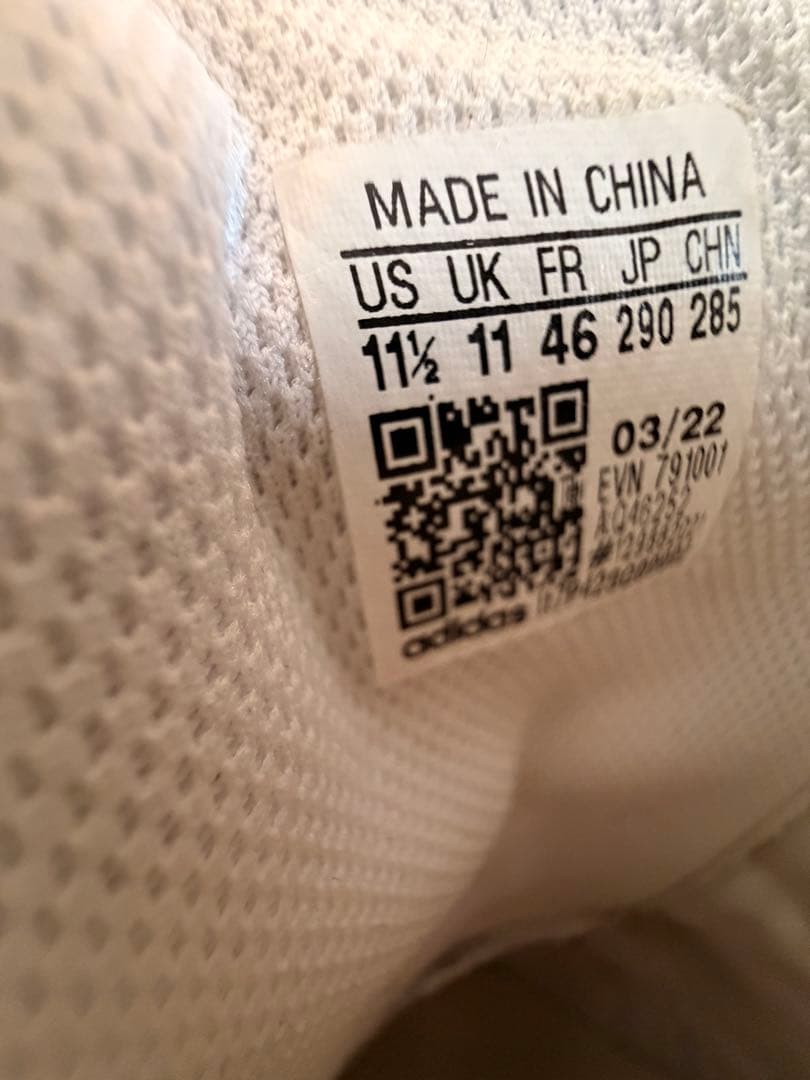 MADE IN CHINA
US UK FR JP CHN
11½ 11 46 290 285
03/22
EVN 791001
adidas